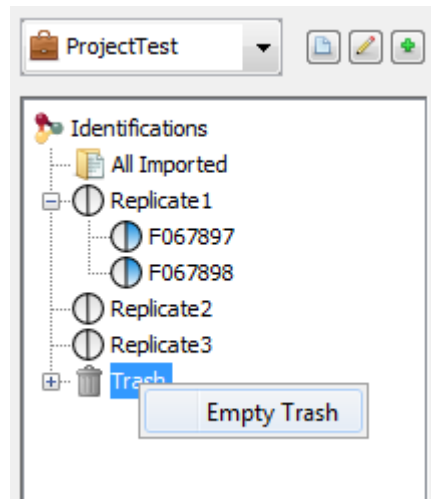 ProjectTest
Identifications
All Imported
Replicate1
F067897
F067898
Replicate2
Replicate3
Trash
Empty Trash